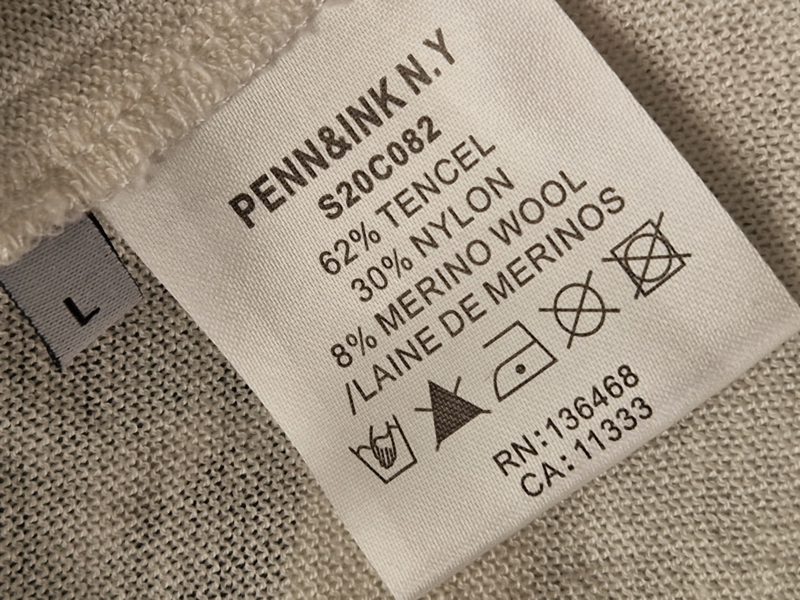 PENN&INK N.Y
S20C082
62% TENCEL
30% NYLON
8% MERINO WOOL
/LAINE DE MERINOS
RN:136468
CA:11333
L